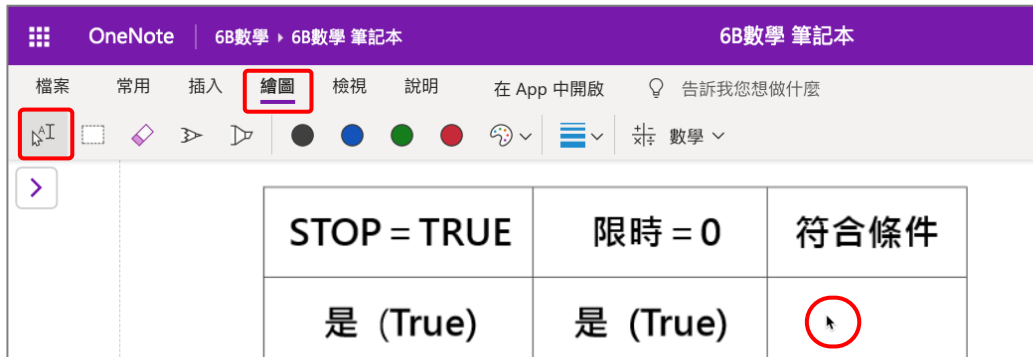 OneNote 6B數學 › 6B數學 筆記本 6B數學 筆記本
檔案 常用 插入 繪圖 檢視 說明 在 App 中開啟 告訴我您想做什麼
數學
STOP = TRUE 限時 = 0 符合條件
是 (True) 是 (True)